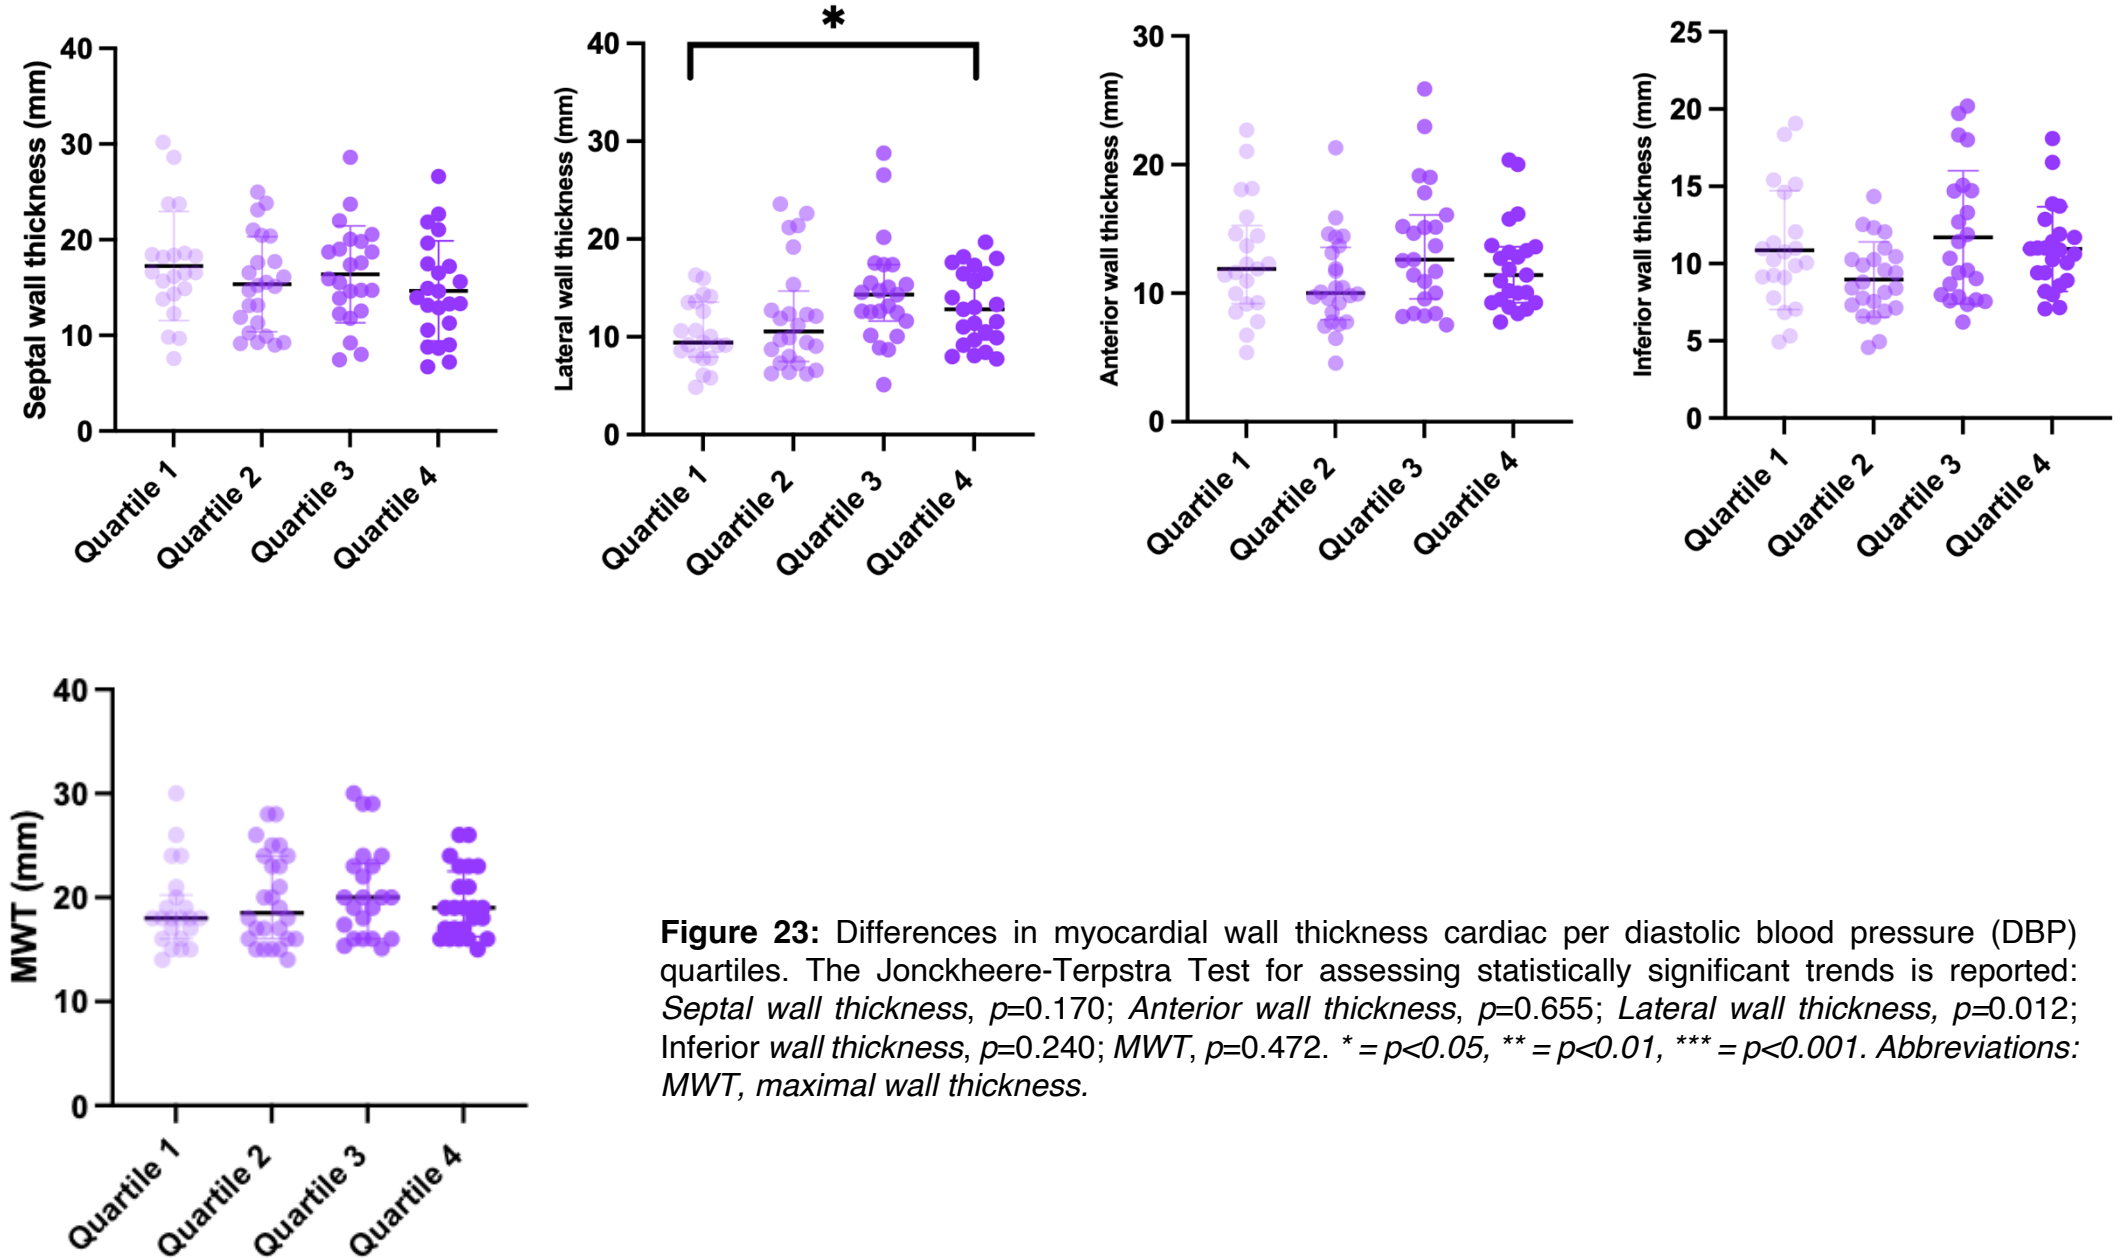 *
Septal wall thickness (mm)
40
30
20
10
0
Quartile 1
Quartile 2
Quartile 3
Quartile 4
Lateral wall thickness (mm)
40
30
20
10
0
Quartile 1
Quartile 2
Quartile 3
Quartile 4
Anterior wall thickness (mm)
30
20
10
0
Quartile 1
Quartile 2
Quartile 3
Quartile 4
Inferior wall thickness (mm)
25
20
15
10
5
0
Quartile 1
Quartile 2
Quartile 3
Quartile 4
MWT (mm)
40
30
20
10
0
Quartile 1
Quartile 2
Quartile 3
Quartile 4
Figure 23: Differences in myocardial wall thickness cardiac per diastolic blood pressure (DBP)
quartiles. The Jonckheere-Terpstra Test for assessing statistically significant trends is reported:
Septal wall thickness, p=0.170; Anterior wall thickness, p=0.655; Lateral wall thickness, p=0.012;
Inferior wall thickness, p=0.240; MWT, p=0.472. * = p<0.05, ** = p<0.01, *** = p<0.001. Abbreviations:
MWT, maximal wall thickness.